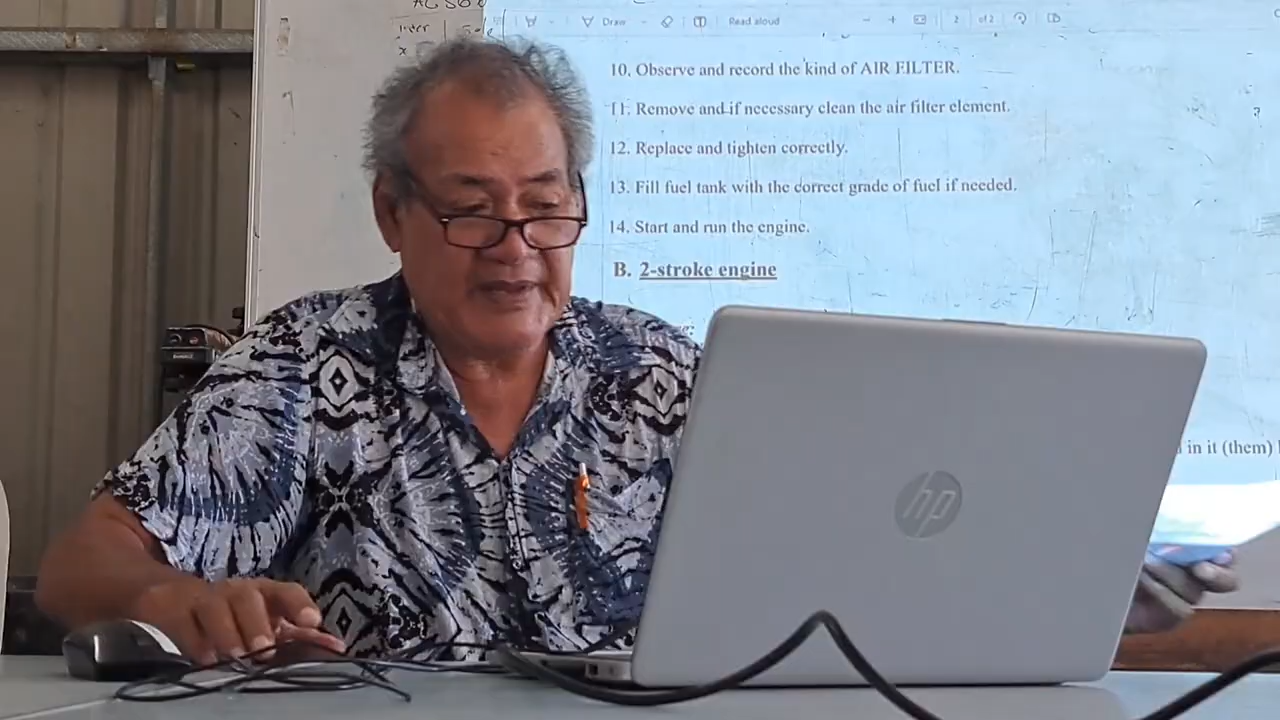 Draw
Read aloud
2
of 2
10. Observe and record the kind of AIR FILTER.
11. Remove and if necessary clean the air filter element.
12. Replace and tighten correctly.
13. Fill fuel tank with the correct grade of fuel if needed.
14. Start and run the engine.
B. 2-stroke engine
in it (them)
hp